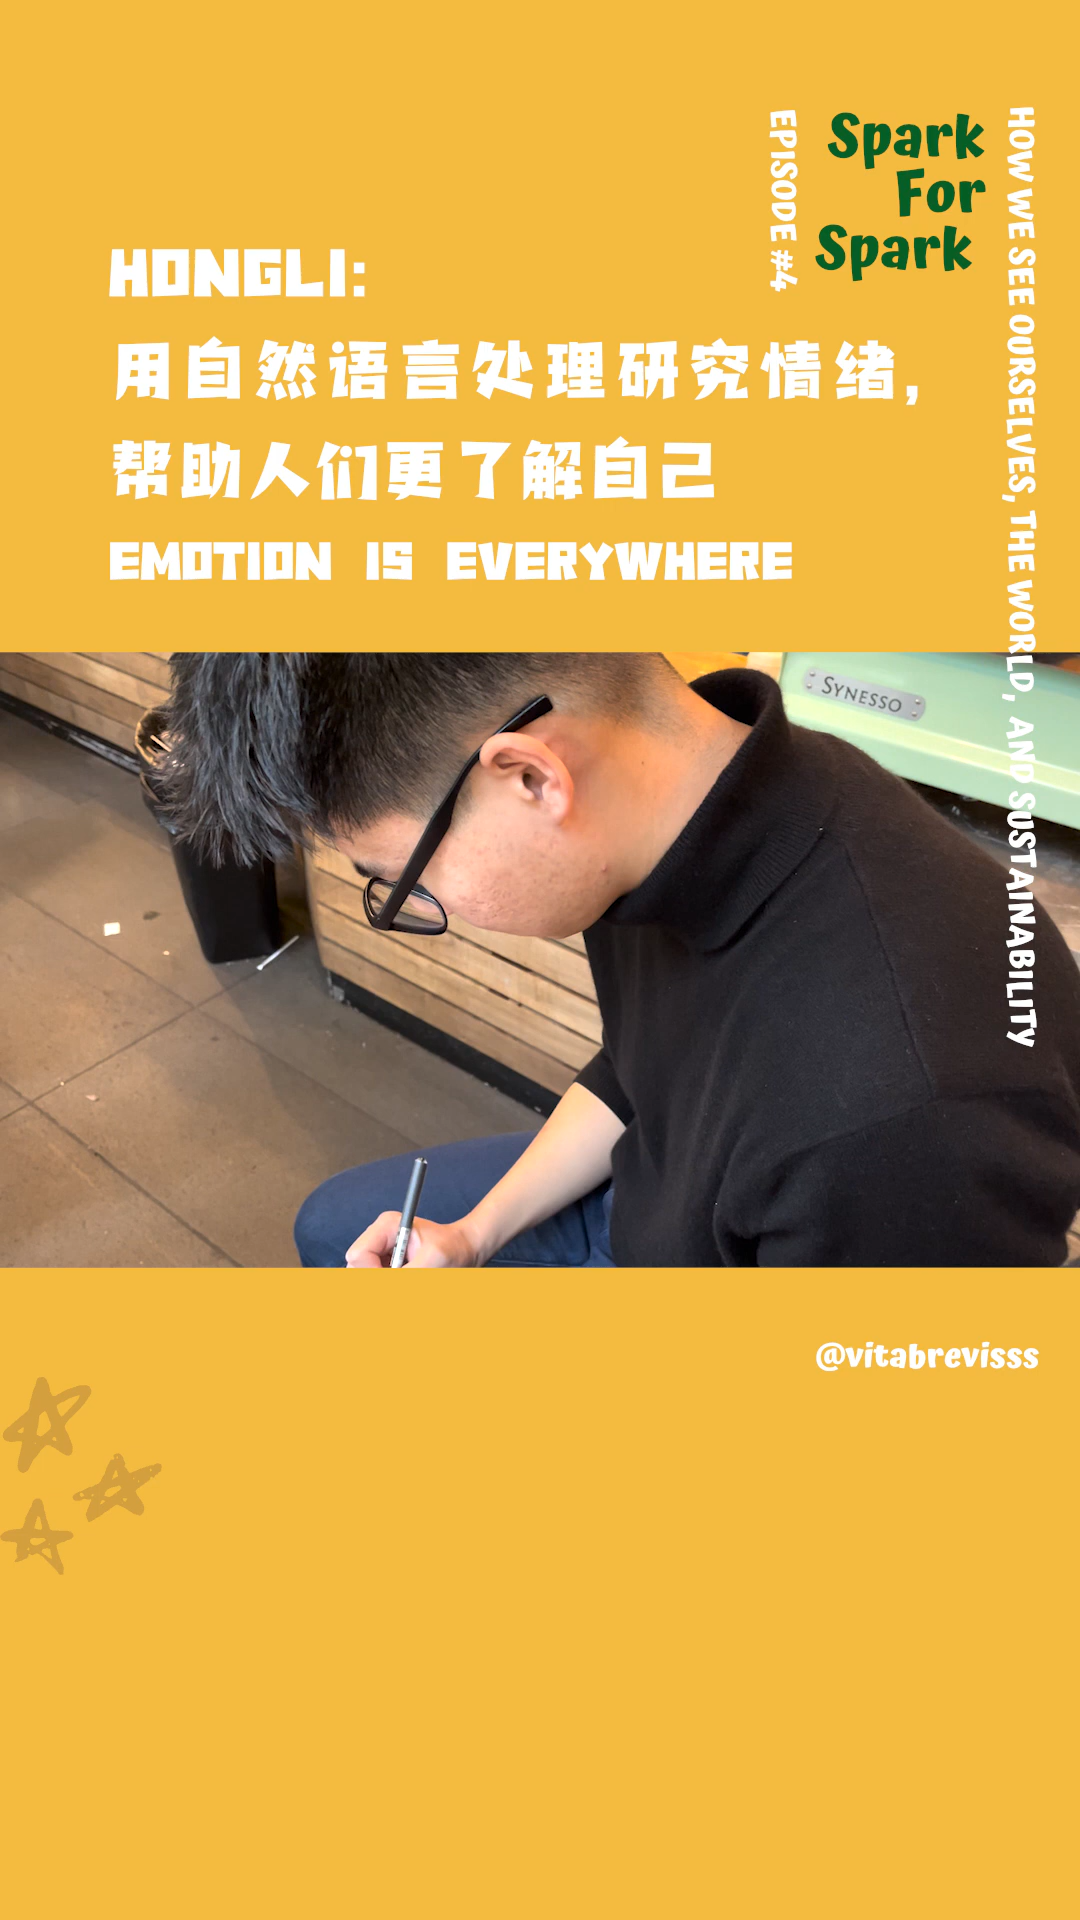 EPISODE #4
Spark
For
Spark
HOW WE SEE OURSELVES, THE WORLD, AND SUSTAINABILITY
HONGLI:
用自然语言处理研究情绪,
帮助人们更了解自己
EMOTION IS EVERYWHERE
SYNESSO
@vitabrevisss